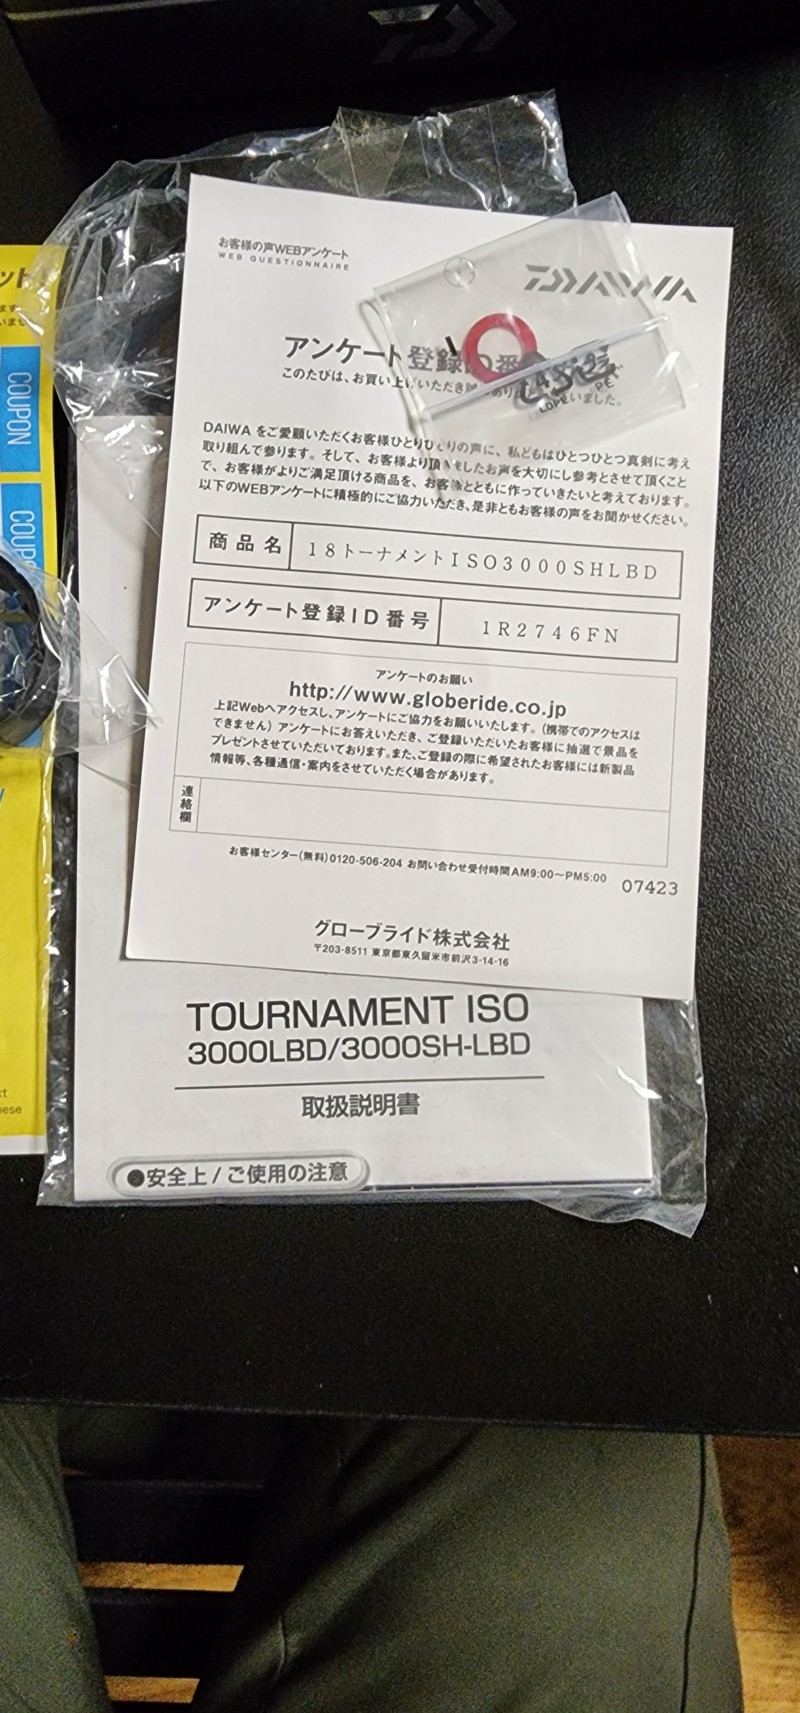 お客様の声WEBアンケート
WEB QUESTIONNAIRE
DAIWA
アンケート登録ID番
このたびは、お買い上げいただき
いました。
LDPE
PE
DAIWA をご愛顧いただくお客様ひとりひとりの声に、私どもはひとつひとつ真剣に考え
取り組んで参ります。そして、お客様より頂きましたお声を大切にし参考とさせて頂くこと
で、お客様がよりご満足頂ける商品を、お客様とともに作っていきたいと考えております。
以下のWEBアンケートに積極的にご協力いただき、是非ともお客様の声をお聞かせください。
商品名
18トーナメントISO3000SHLBD
アンケート登録ID番号
1R2746FN
アンケートのお願い
http://www.globeride.co.jp
上記Webへアクセスし、アンケートにご協力をお願いいたします。(携帯でのアクセスは
できません) アンケートにお答えいただき、ご登録いただいたお客様に抽選で景品を
プレゼントさせていただいております。また、ご登録の際に希望されたお客様には新製品
情報等、各種通信・案内をさせていただく場合があります。
連絡欄
お客様センター(無料)0120-506-204 お問い合わせ受付時間AM9:00～PM5:00
07423
グローブライド株式会社
〒203-8511 東京都東久留米市前沢3-14-16
TOURNAMENT ISO
3000LBD/3000SH-LBD
取扱説明書
●安全上/ご使用の注意
ット
COUPON